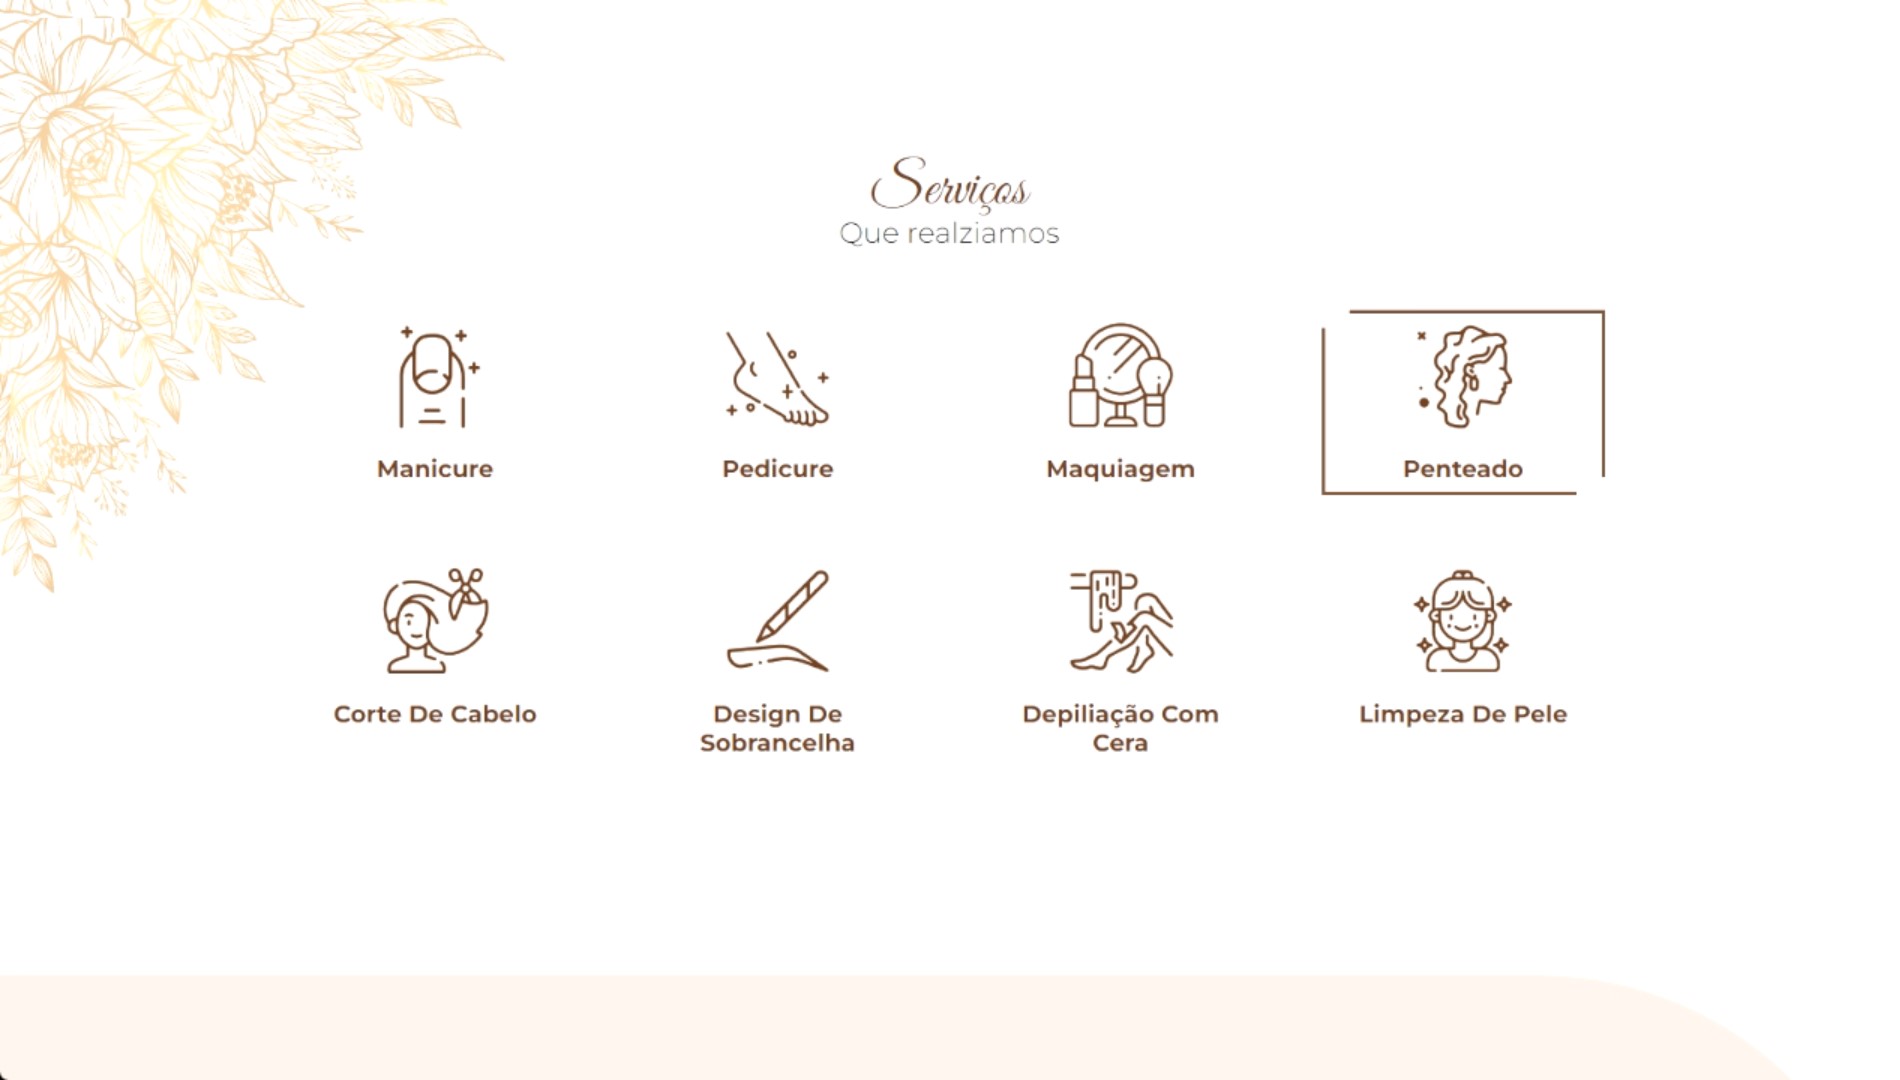 Serviços
Que realziamos
Manicure
Pedicure
Maquiagem
Penteado
Corte De Cabelo
Design De
Sobrancelha
Depiliação Com
Cera
Limpeza De Pele